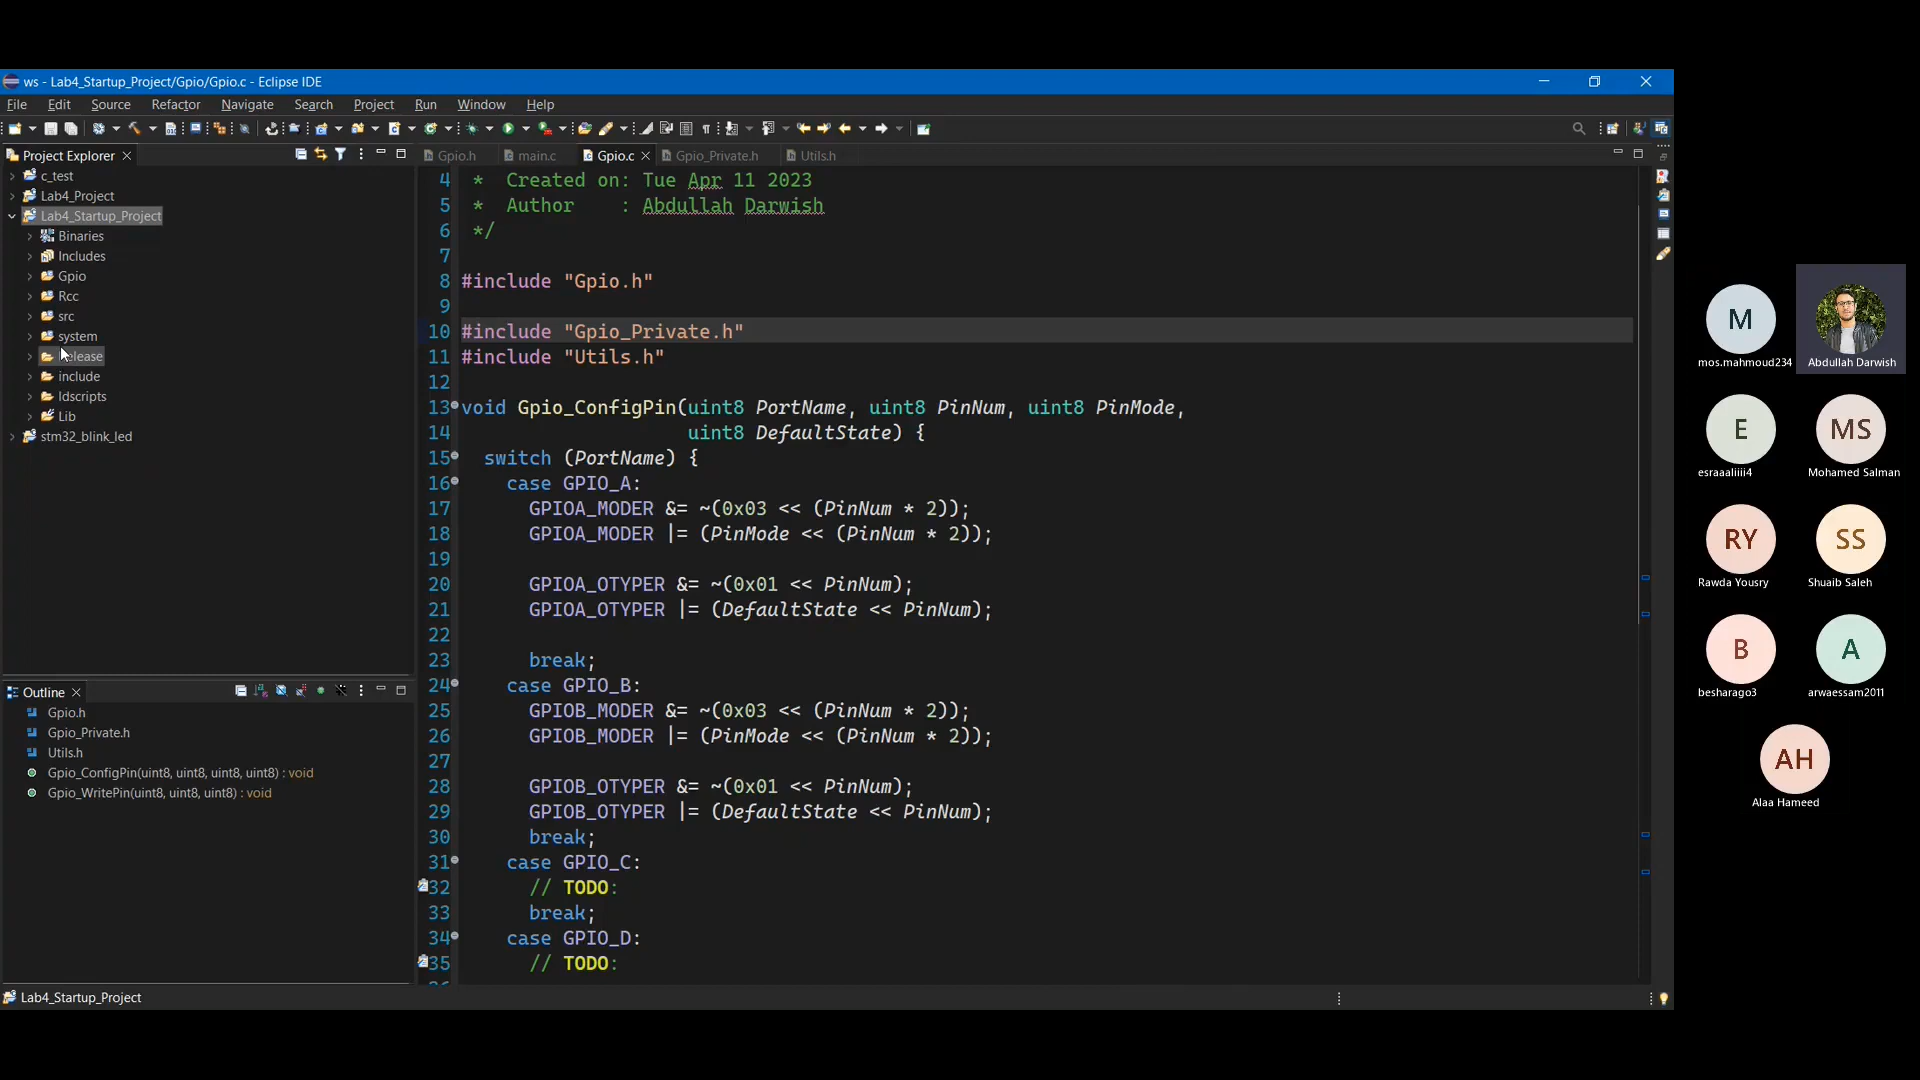 ws - Lab4_Startup_Project/Gpio/Gpio.c - Eclipse IDE
File Edit Source Refactor Navigate Search Project Run Window Help
Project Explorer
c_test
Lab4_Project
Lab4_Startup_Project
Binaries
Includes
Gpio
Rcc
src
system
elease
include
ldscripts
Lib
stm32_blink_led
Outline
Gpio.h
Gpio_Private.h
Utils.h
Gpio_ConfigPin(uint8, uint8, uint8, uint8) : void
Gpio_WritePin(uint8, uint8, uint8) : void
Gpio.h main.c Gpio.c Gpio_Private.h Utils.h
4 * Created on: Tue Apr 11 2023
5 * Author : Abdullah Darwish
6 */
7
8 #include "Gpio.h"
9
10 #include "Gpio_Private.h"
11 #include "Utils.h"
12
13 void Gpio_ConfigPin(uint8 PortName, uint8 PinNum, uint8 PinMode,
14 uint8 DefaultState) {
15 switch (PortName) {
16 case GPIO_A:
17 GPIOA_MODER &= ~(0x03 << (PinNum * 2));
18 GPIOA_MODER |= (PinMode << (PinNum * 2));
19
20 GPIOA_OTYPER &= ~(0x01 << PinNum);
21 GPIOA_OTYPER |= (DefaultState << PinNum);
22
23 break;
24 case GPIO_B:
25 GPIOB_MODER &= ~(0x03 << (PinNum * 2));
26 GPIOB_MODER |= (PinMode << (PinNum * 2));
27
28 GPIOB_OTYPER &= ~(0x01 << PinNum);
29 GPIOB_OTYPER |= (DefaultState << PinNum);
30 break;
31 case GPIO_C:
32 // TODO:
33 break;
34 case GPIO_D:
35 // TODO:
Lab4_Startup_Project
M
mos.mahmoud234
Abdullah Darwish
E
esraaaliiii4
MS
Mohamed Salman
RY
Rawda Yousry
SS
Shuaib Saleh
B
besharago3
A
arwaessam2011
AH
Alaa Hameed